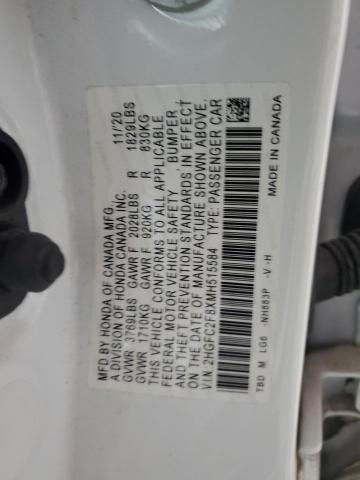 MFD BY HONDA OF CANADA MFG., 11/20
A DIVISION OF HONDA CANADA INC.
GVWR 3769LBS GAWR F 2028LBS R 1829LBS
GVWR 1710KG GAWR F 920KG R 830KG
THIS VEHICLE CONFORMS TO ALL APPLICABLE
FEDERAL MOTOR VEHICLE SAFETY BUMPER,
AND THEFT PREVENTION STANDARDS IN EFFECT
ON THE DATE OF MANUFACTURE SHOWN ABOVE.
V.I.N. 2HGFC2F8XMH515584 TYPE: PASSENGER CAR
TBD M LG6 -NH883P -V -H MADE IN CANADA